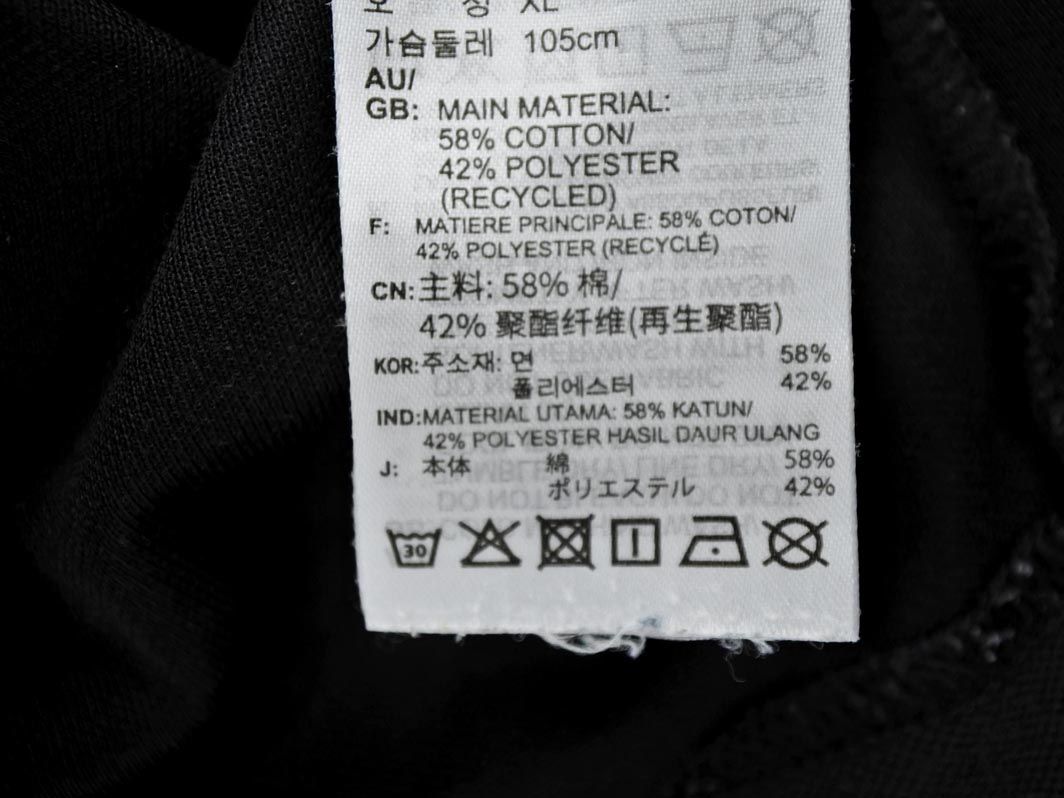 호 칭 XL
가슴둘레 105cm
AU/
GB: MAIN MATERIAL:
58% COTTON/
42% POLYESTER
(RECYCLED)
F: MATIERE PRINCIPALE: 58% COTON/
42% POLYESTER (RECYCLÉ)
CN: 主料: 58% 棉/
42% 聚酯纤维(再生聚酯)
KOR: 주소재: 면 58%
폴리에스터 42%
IND: MATERIAL UTAMA: 58% KATUN/
42% POLYESTER HASIL DAUR ULANG
J: 本体 綿 58%
ポリエステル 42%
30